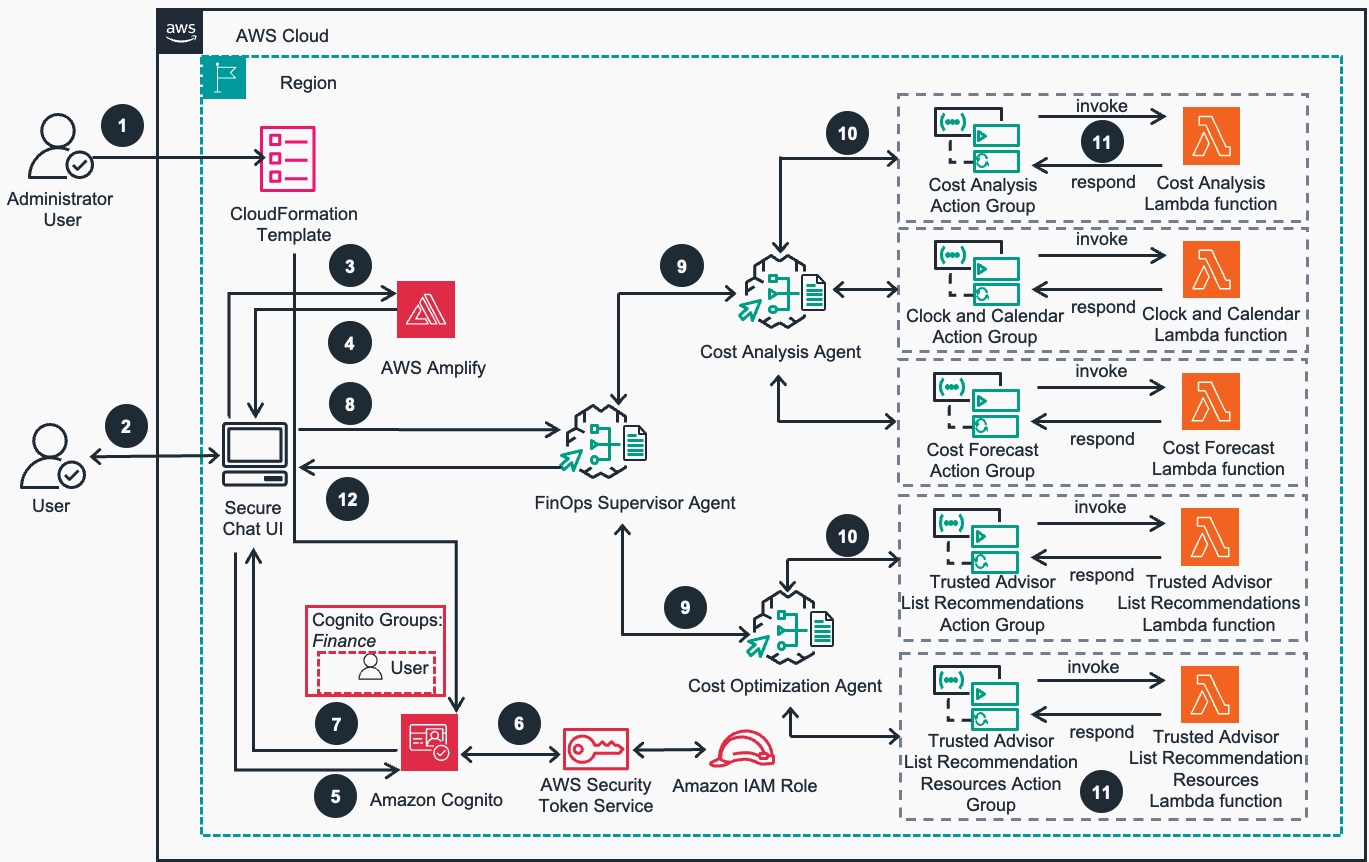 aws
AWS Cloud
Region
1
Administrator
User
CloudFormation
Template
3
4
AWS Amplify
2
User
Secure
Chat UI
8
12
FinOps Supervisor Agent
9
Cost Analysis Agent
10
9
Cost Optimization Agent
10
Cognito Groups:
Finance
User
7
5
Amazon Cognito
6
AWS Security
Token Service
Amazon IAM Role
invoke
11
respond
Cost Analysis
Action Group
Cost Analysis
Lambda function
invoke
respond
Clock and Calendar
Action Group
Clock and Calendar
Lambda function
invoke
respond
Cost Forecast
Action Group
Cost Forecast
Lambda function
invoke
respond
Trusted Advisor
List Recommendations
Action Group
Trusted Advisor
List Recommendations
Lambda function
invoke
respond
Trusted Advisor
List Recommendation
Resources Action
Group
11
Trusted Advisor
List Recommendation
Resources
Lambda function